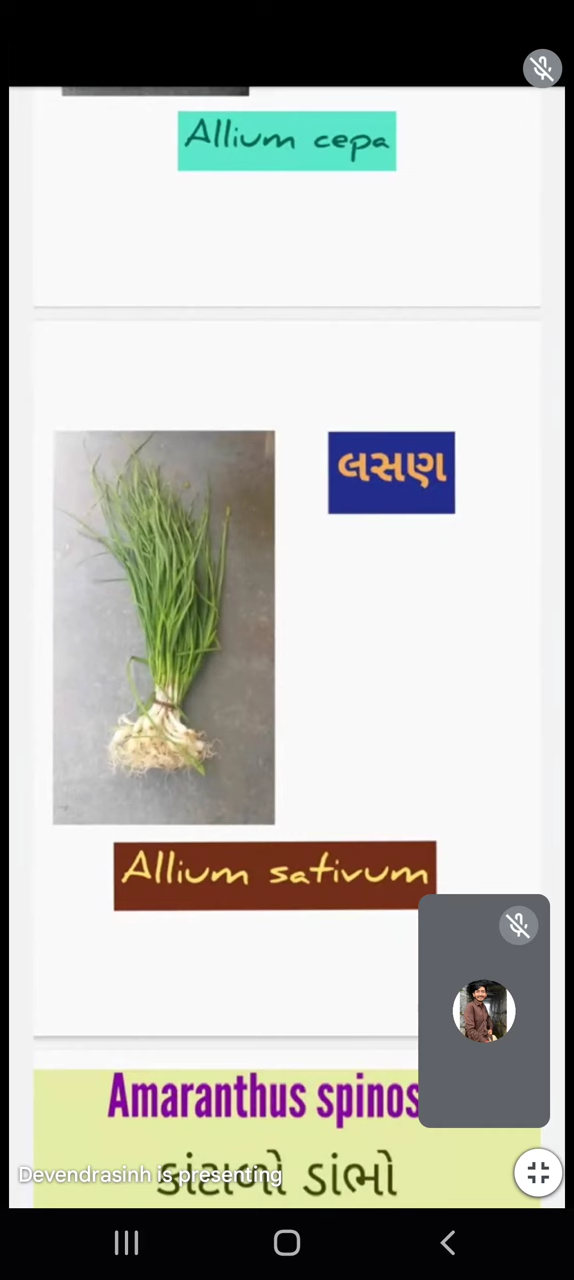 Allium cepa
લસણ
Allium sativum
Amaranthus spinos
કાંટાળો ડાંભો
Devendrasinh is presenting